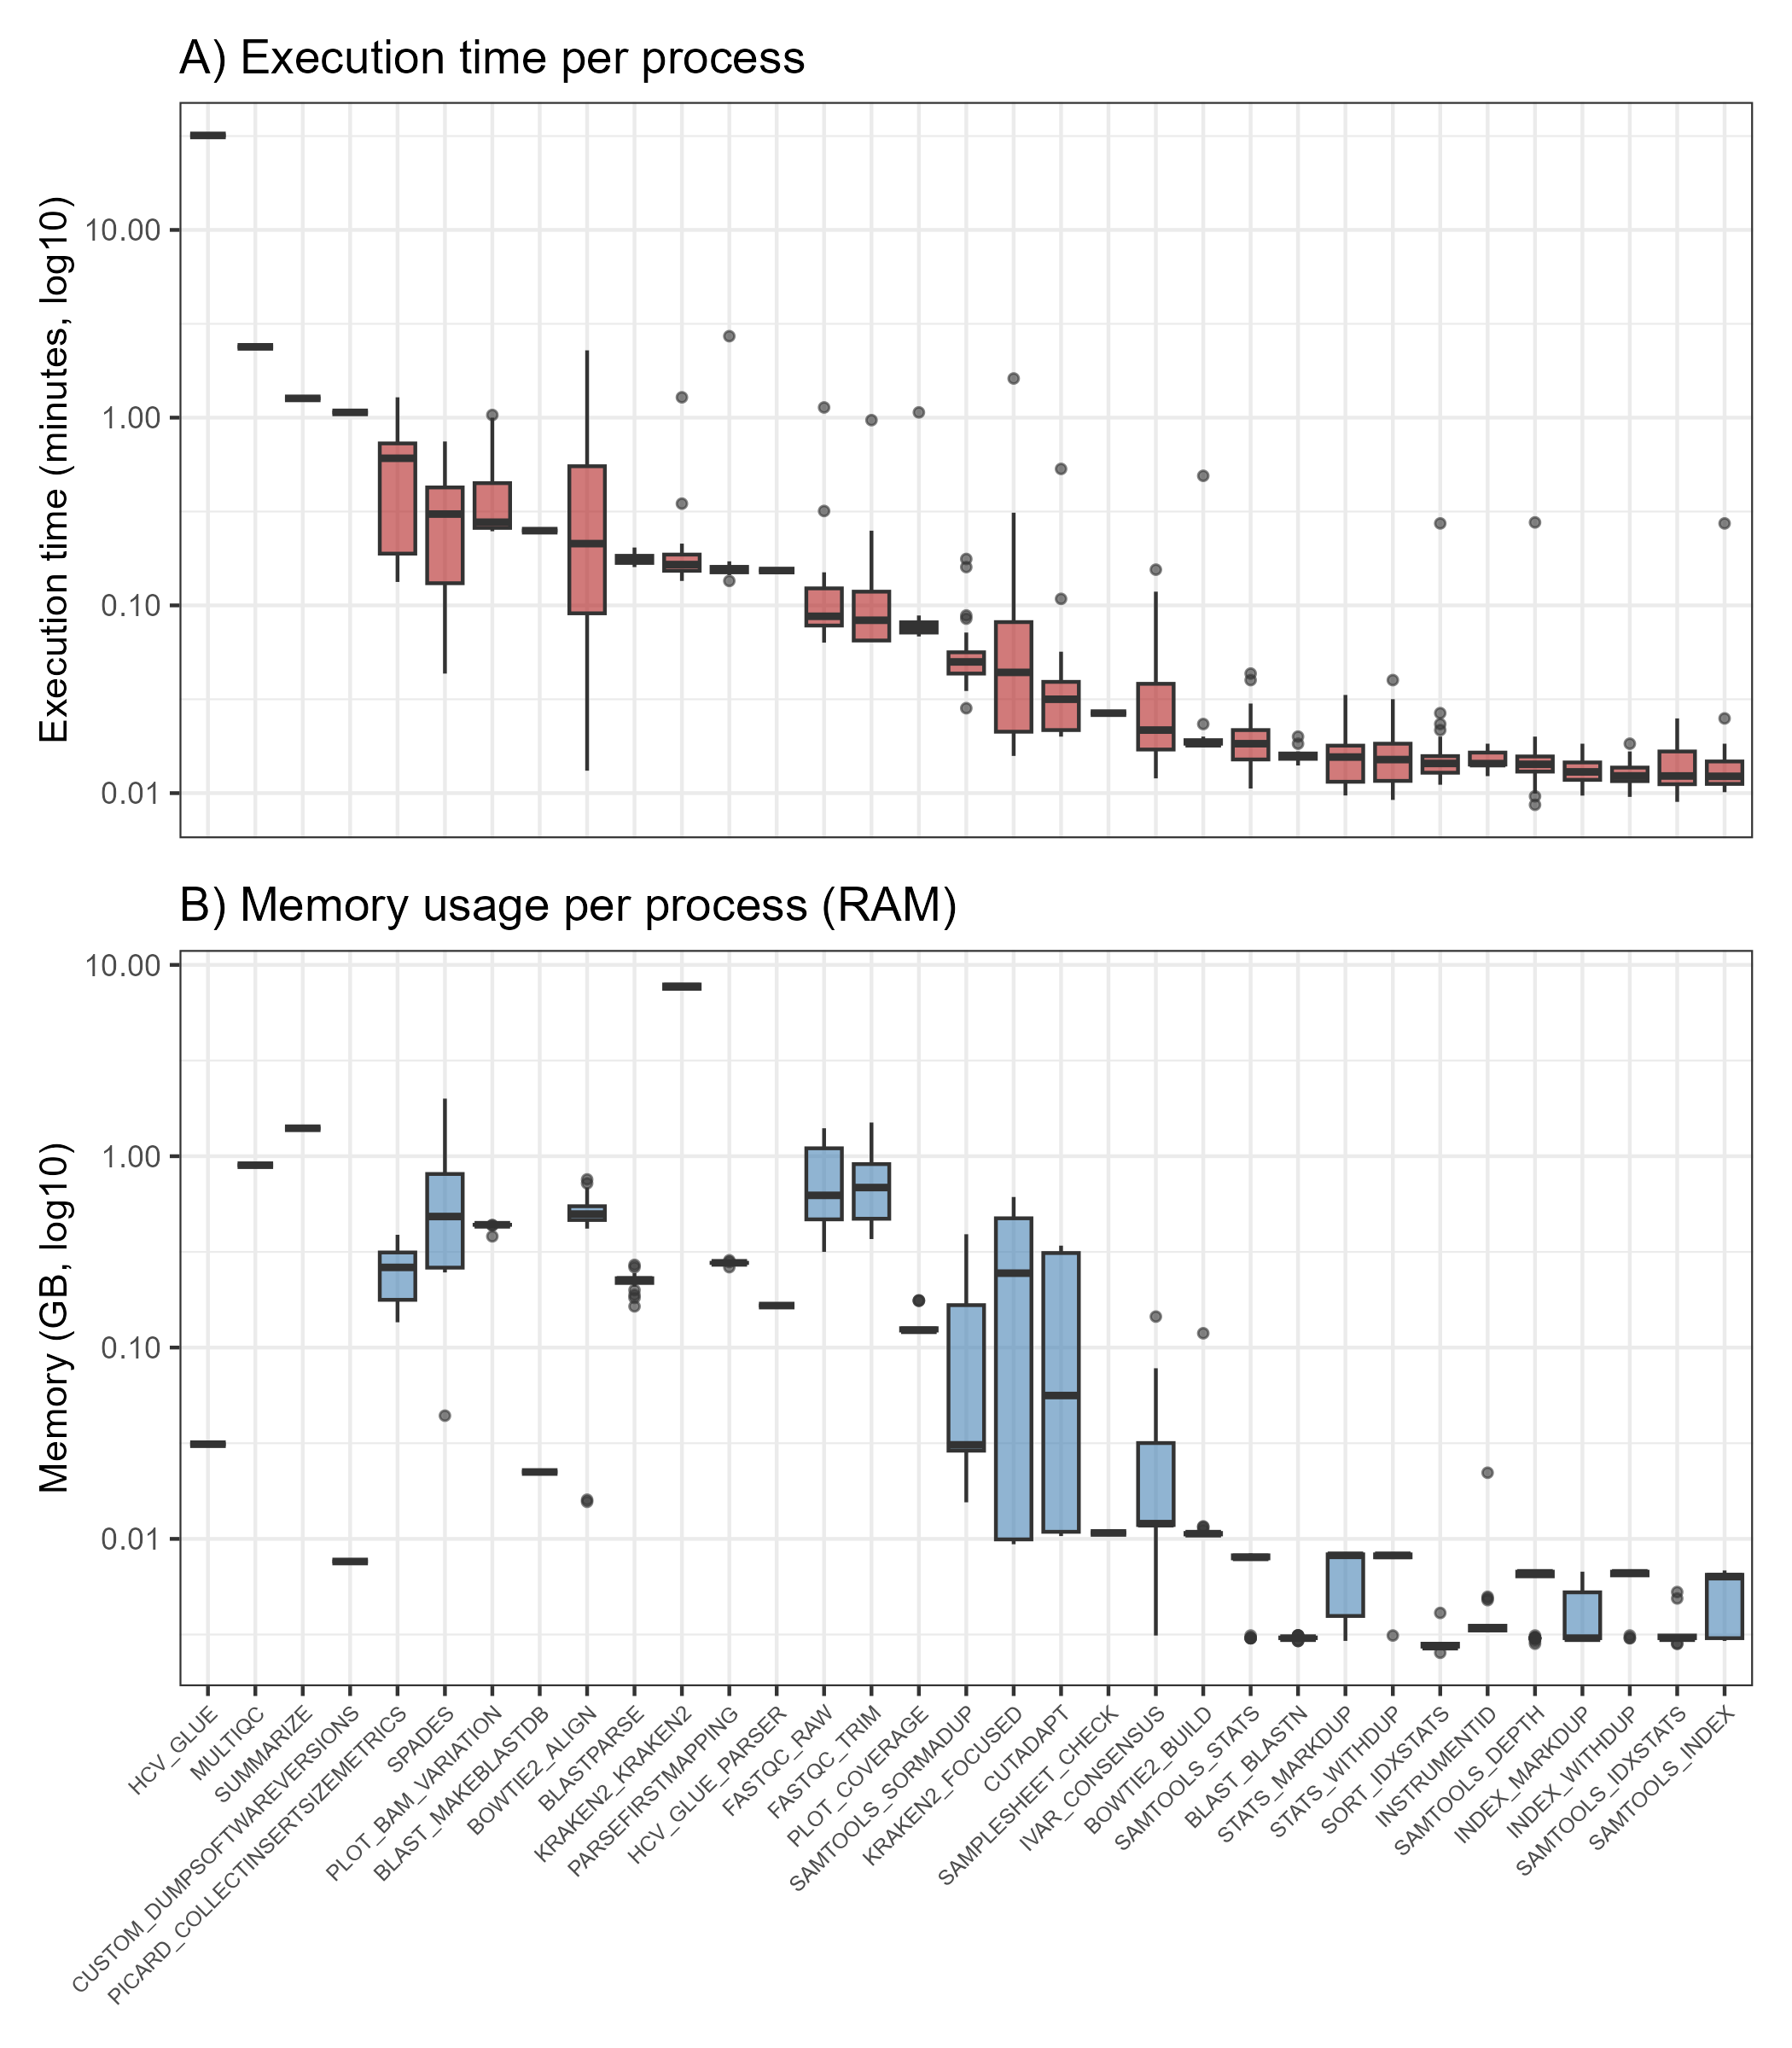 A) Execution time per process
Execution time (minutes, log10)
10.00
1.00
0.10
0.01
B) Memory usage per process (RAM)
Memory (GB, log10)
10.00
1.00
0.10
0.01
HCV_GLUE
MULTIQC
SUMMARIZE
CUSTOM_DUMPSOFTWAREVERSIONS
PICARD_COLLECTINSERTSIZEMETRICS
SPADES
PLOT_BAM_VARIATION
BLAST_MAKEBLASTDB
BOWTIE2_ALIGN
BLASTPARSE
KRAKEN2_KRAKEN2
PARSEFIRSTMAPPING
HCV_GLUE_PARSER
FASTQC_RAW
FASTQC_TRIM
PLOT_COVERAGE
SAMTOOLS_SORMADUP
KRAKEN2_FOCUSED
CUTADAPT
SAMPLESHEET_CHECK
IVAR_CONSENSUS
BOWTIE2_BUILD
SAMTOOLS_STATS
BLAST_BLASTN
STATS_MARKDUP
STATS_WITHDUP
SORT_IDXSTATS
INSTRUMENTID
SAMTOOLS_DEPTH
INDEX_MARKDUP
INDEX_WITHDUP
SAMTOOLS_IDXSTATS
SAMTOOLS_INDEX